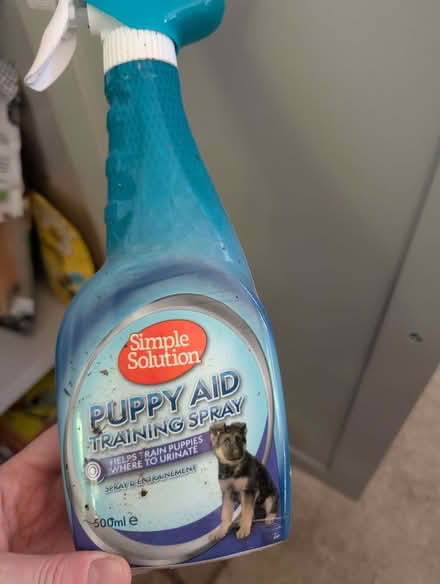 Simple
Solution
PUPPY AID
TRAINING SPRAY
HELPS TRAIN PUPPIES
WHERE TO URINATE
SPRAY D'ENTRAINEMENT
500ml e